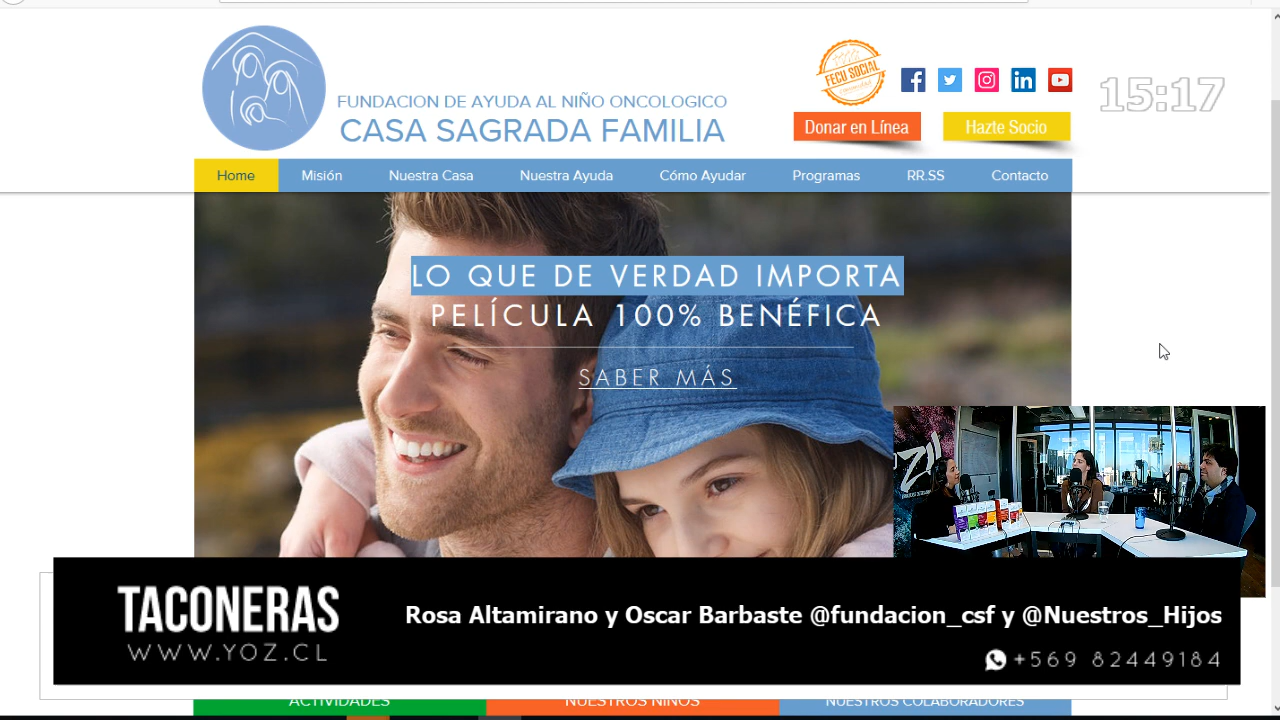 FECU SOCIAL
15:17
FUNDACION DE AYUDA AL NIÑO ONCOLOGICO
CASA SAGRADA FAMILIA
Donar en Línea
Hazte Socio
Home
Misión
Nuestra Casa
Nuestra Ayuda
Cómo Ayudar
Programas
RR.SS
Contacto
LO QUE DE VERDAD IMPORTA
PELÍCULA 100% BENÉFICA
SABER MÁS
TACONERAS
WWW.YOZ.CL
Rosa Altamirano y Oscar Barbaste @fundacion_csf y @Nuestros_Hijos
+569 82449184
ACTIVIDADES
NUESTROS NIÑOS
NUESTROS COLABORADORES